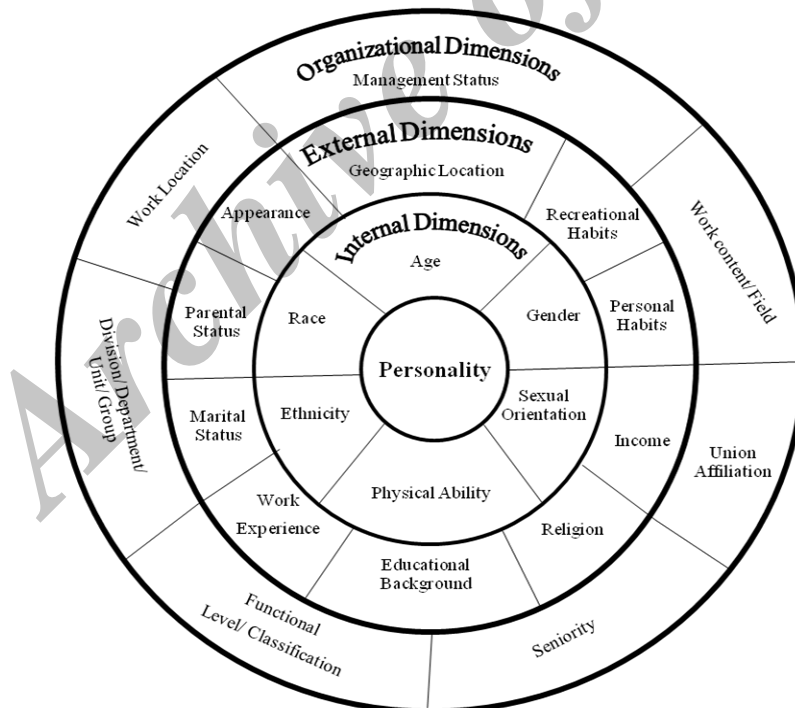 Organizational Dimensions
Management Status
Work content/ Field
Union
Affiliation
Seniority
Functional
Level/ Classification
Division/ Department/
Unit/ Group
Work Location
External Dimensions
Geographic Location
Recreational
Habits
Personal
Habits
Income
Religion
Educational
Background
Work
Experience
Marital
Status
Parental
Status
Appearance
Internal Dimensions
Age
Gender
Sexual
Orientation
Physical Ability
Ethnicity
Race
Personality
Archive of